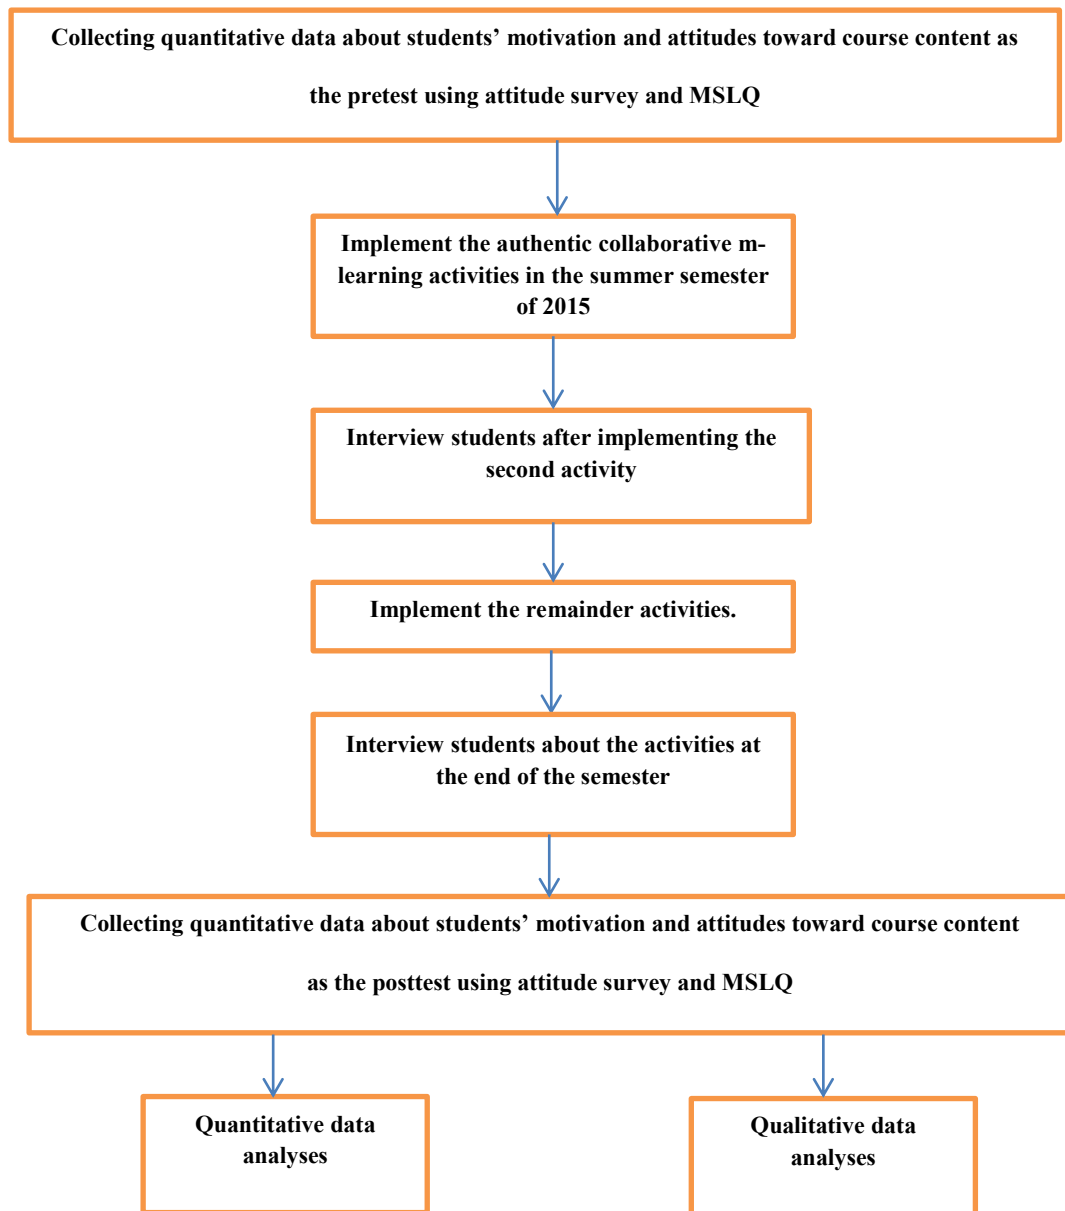 Collecting quantitative data about students’ motivation and attitudes toward course content as
the pretest using attitude survey and MSLQ
Implement the authentic collaborative m-
learning activities in the summer semester
of 2015
Interview students after implementing the
second activity
Implement the remainder activities.
Interview students about the activities at
the end of the semester
Collecting quantitative data about students’ motivation and attitudes toward course content
as the posttest using attitude survey and MSLQ
Quantitative data
analyses
Qualitative data
analyses